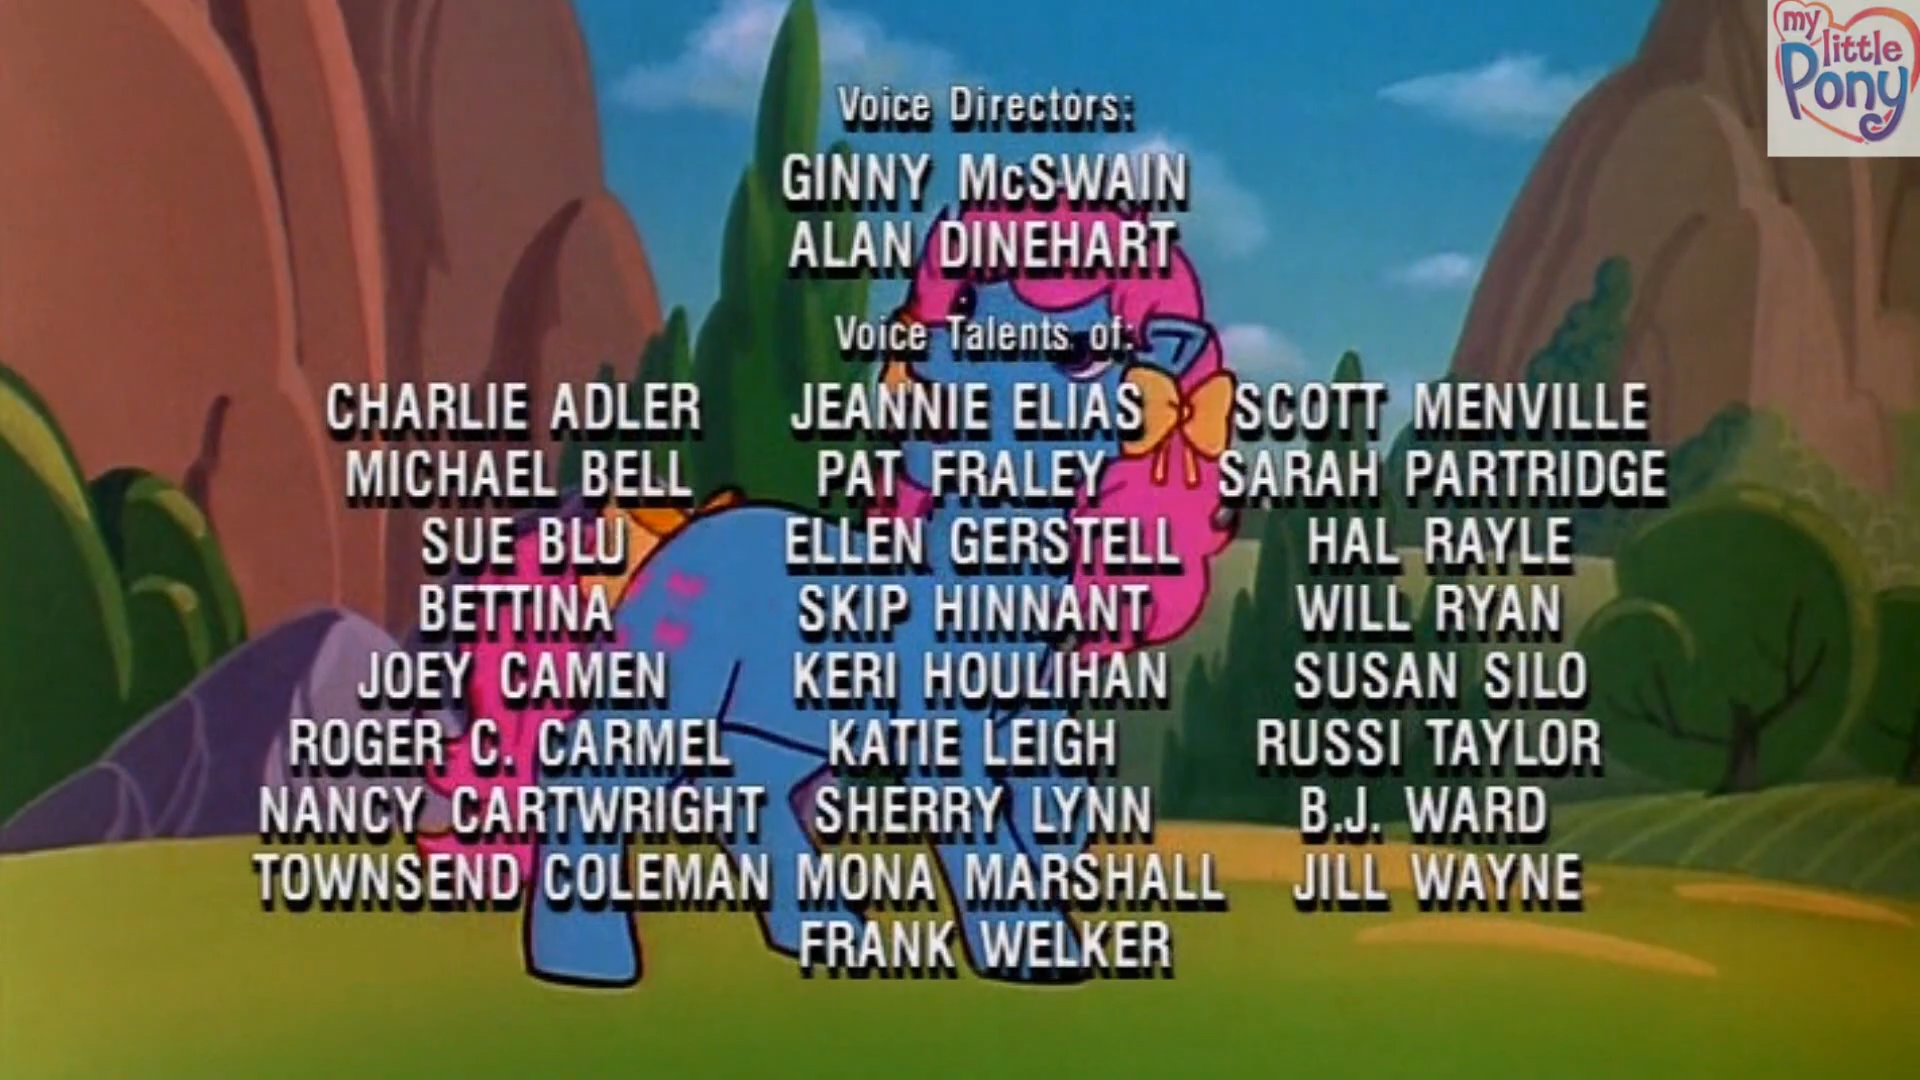 my
little
Pony
Voice Directors:
GINNY McSWAIN
ALAN DINEHART
Voice Talents of:
CHARLIE ADLER JEANNIE ELIAS SCOTT MENVILLE
MICHAEL BELL PAT FRALEY SARAH PARTRIDGE
SUE BLU ELLEN GERSTELL HAL RAYLE
BETTINA SKIP HINNANT WILL RYAN
JOEY CAMEN KERI HOULIHAN SUSAN SILO
ROGER C. CARMEL KATIE LEIGH RUSSI TAYLOR
NANCY CARTWRIGHT SHERRY LYNN B.J. WARD
TOWNSEND COLEMAN MONA MARSHALL JILL WAYNE
FRANK WELKER